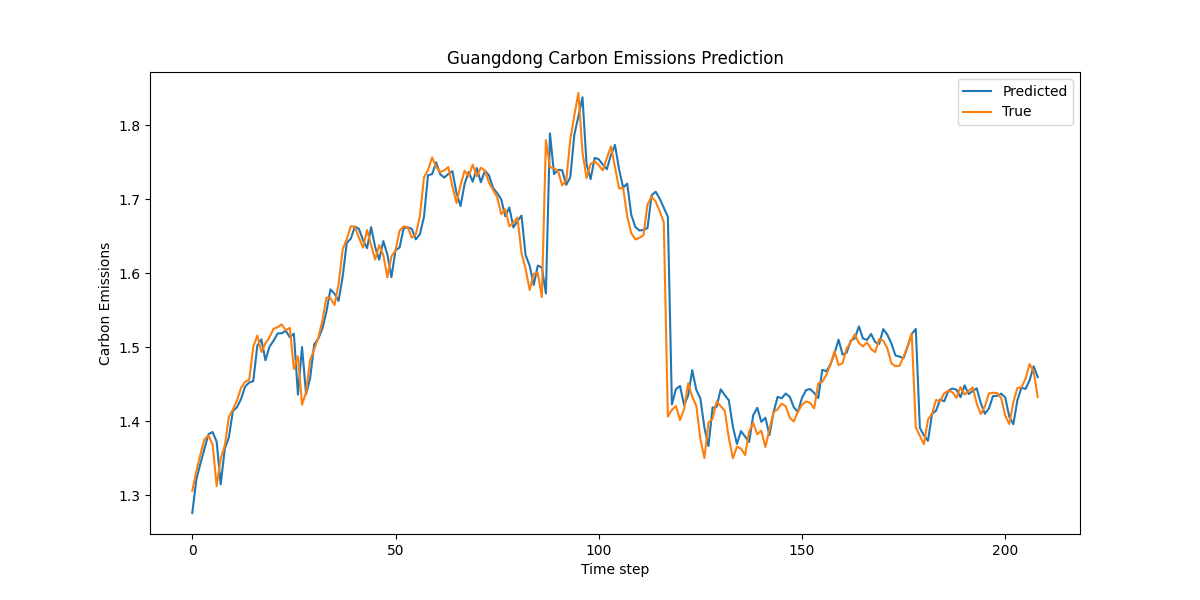 Guangdong Carbon Emissions Prediction
Predicted
True
Carbon Emissions
1.8
1.7
1.6
1.5
1.4
1.3
0 50 100 150 200
Time step